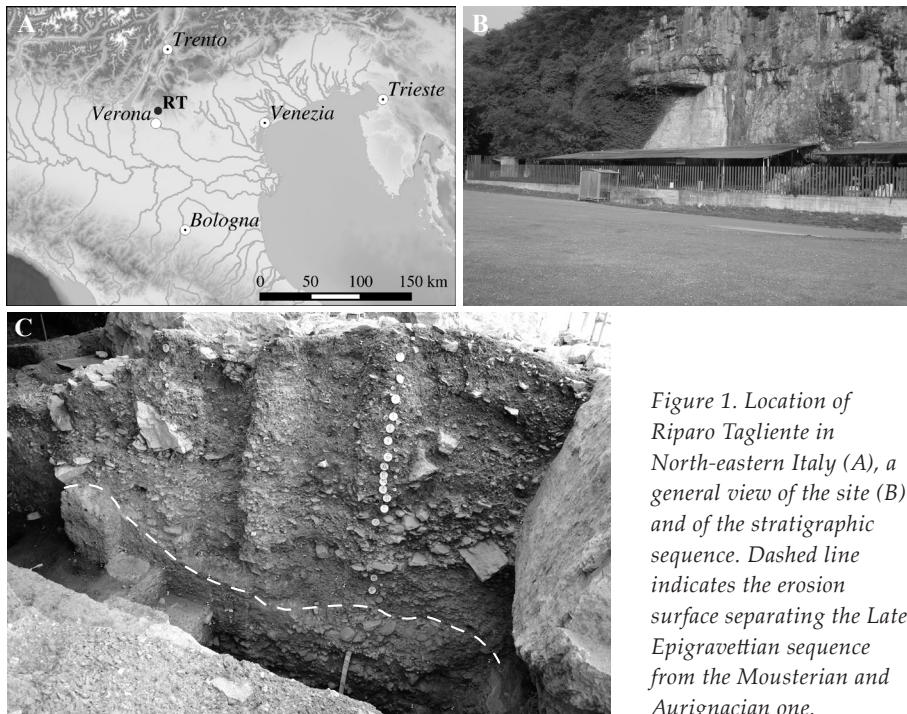 A
Trento
RT
Verona
Venezia
Trieste
Bologna
0 50 100 150 km
B
C
Figure 1. Location of
Riparo Tagliente in
North-eastern Italy (A), a
general view of the site (B)
and of the stratigraphic
sequence. Dashed line
indicates the erosion
surface separating the Late
Epigravettian sequence
from the Mousterian and
Aurignacian one.